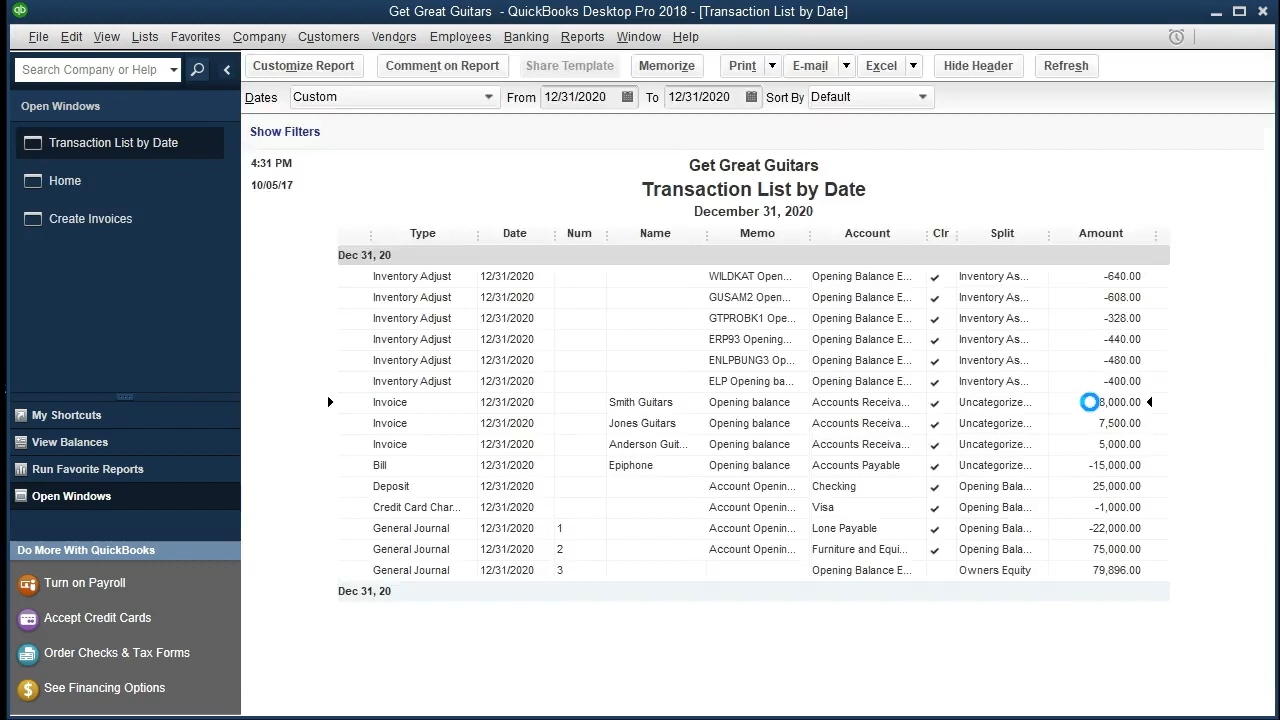 Get Great Guitars - QuickBooks Desktop Pro 2018 - [Transaction List by Date]
File Edit View Lists Favorites Company Customers Vendors Employees Banking Reports Window Help
Search Company or Help
Customize Report Comment on Report Share Template Memorize Print E-mail Excel Hide Header Refresh
Dates Custom From 12/31/2020 To 12/31/2020 Sort By Default
Open Windows
Transaction List by Date
Home
Create Invoices
My Shortcuts
View Balances
Run Favorite Reports
Open Windows
Do More With QuickBooks
Turn on Payroll
Accept Credit Cards
Order Checks & Tax Forms
See Financing Options
Show Filters
4:31 PM
10/05/17
Get Great Guitars
Transaction List by Date
December 31, 2020
Type Date Num Name Memo Account Clr Split Amount
Dec 31, 20
Inventory Adjust 12/31/2020 WILDKAT Open... Opening Balance E... ✓ Inventory As... -640.00
Inventory Adjust 12/31/2020 GUSAM2 Open... Opening Balance E... ✓ Inventory As... -608.00
Inventory Adjust 12/31/2020 GTPROBK1 Ope... Opening Balance E... ✓ Inventory As... -328.00
Inventory Adjust 12/31/2020 ERP93 Opening... Opening Balance E... ✓ Inventory As... -440.00
Inventory Adjust 12/31/2020 ENLPBUNG3 Op... Opening Balance E... ✓ Inventory As... -480.00
Inventory Adjust 12/31/2020 ELP Opening ba... Opening Balance E... ✓ Inventory As... -400.00
Invoice 12/31/2020 Smith Guitars Opening balance Accounts Receiva... ✓ Uncategorize... 8,000.00
Invoice 12/31/2020 Jones Guitars Opening balance Accounts Receiva... ✓ Uncategorize... 7,500.00
Invoice 12/31/2020 Anderson Guit... Opening balance Accounts Receiva... ✓ Uncategorize... 5,000.00
Bill 12/31/2020 Epiphone Opening balance Accounts Payable ✓ Uncategorize... -15,000.00
Deposit 12/31/2020 Account Openin... Checking ✓ Opening Bala... 25,000.00
Credit Card Char... 12/31/2020 Account Openin... Visa ✓ Opening Bala... -1,000.00
General Journal 12/31/2020 1 Account Openin... Lone Payable ✓ Opening Bala... -22,000.00
General Journal 12/31/2020 2 Account Openin... Furniture and Equi... ✓ Opening Bala... 75,000.00
General Journal 12/31/2020 3 Opening Balance E... Owners Equity 79,896.00
Dec 31, 20